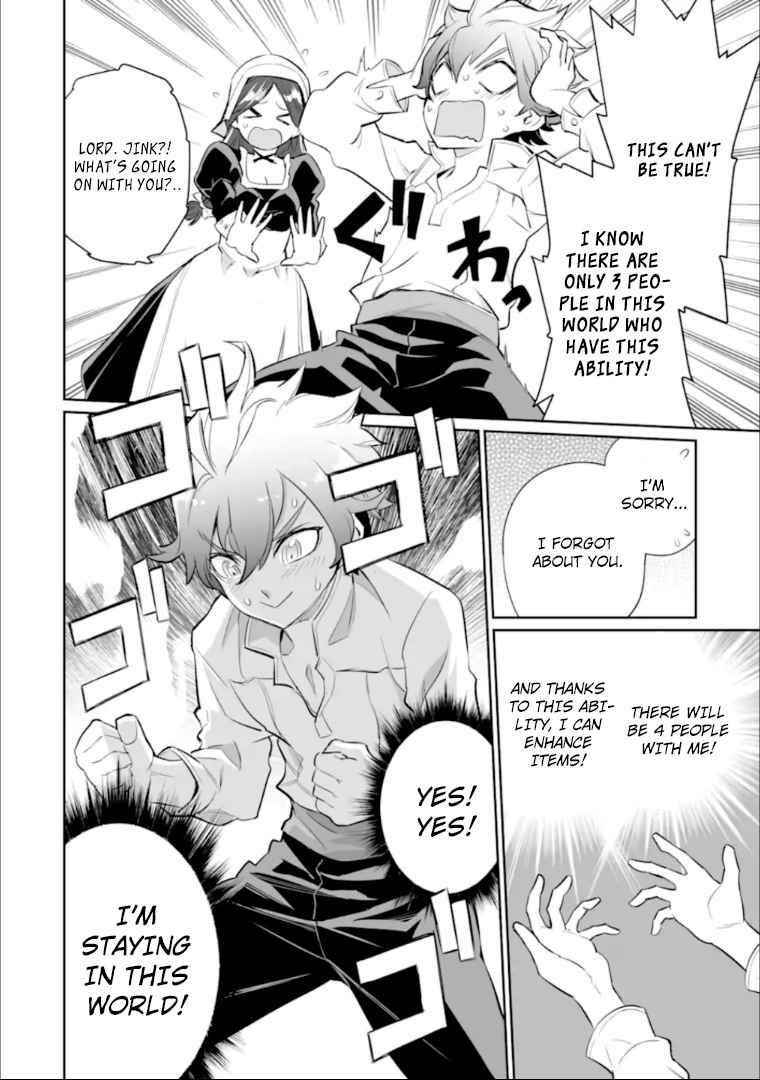 THIS CAN'T
BE TRUE!
I KNOW
THERE ARE
ONLY 3 PEO-
PLE IN THIS
WORLD WHO
HAVE THIS
ABILITY!
ぐわっ
LORD. JINK?!
WHAT'S GOING
ON WITH YOU?..
I'M
SORRY...
I FORGOT
ABOUT YOU.
THERE WILL
BE 4 PEOPLE
WITH ME!
AND THANKS
TO THIS ABI-
LITY, I CAN
ENHANCE
ITEMS!
ゴゴゴゴ
YES!
YES!
I'M
STAYING
IN THIS
WORLD!